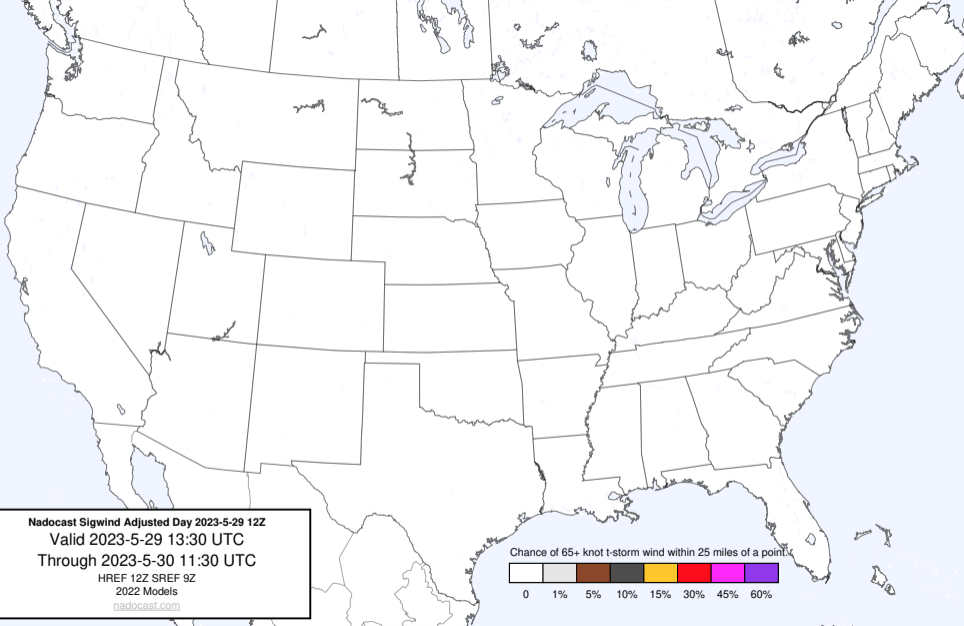 Nadocast Sigwind Adjusted Day 2023-5-29 12Z
Valid 2023-5-29 13:30 UTC
Through 2023-5-30 11:30 UTC
HREF 12Z SREF 9Z
2022 Models
nadocast.com
Chance of 65+ knot t-storm wind within 25 miles of a point.
0 1% 5% 10% 15% 30% 45% 60%